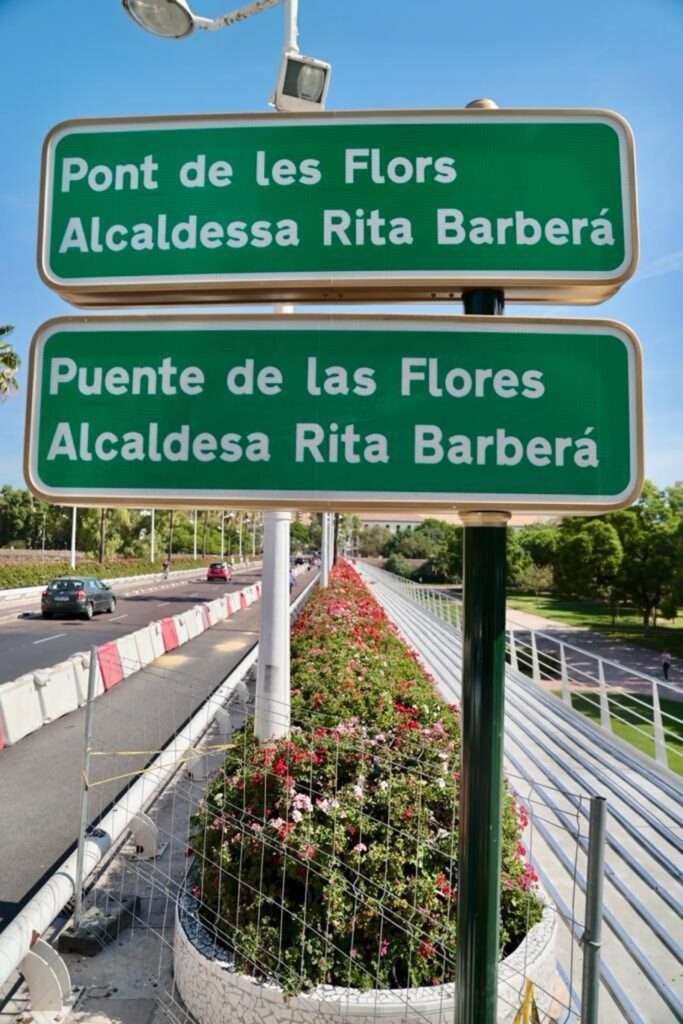 Pont de les Flors
Alcaldessa Rita Barberá
Puente de las Flores
Alcaldesa Rita Barberá